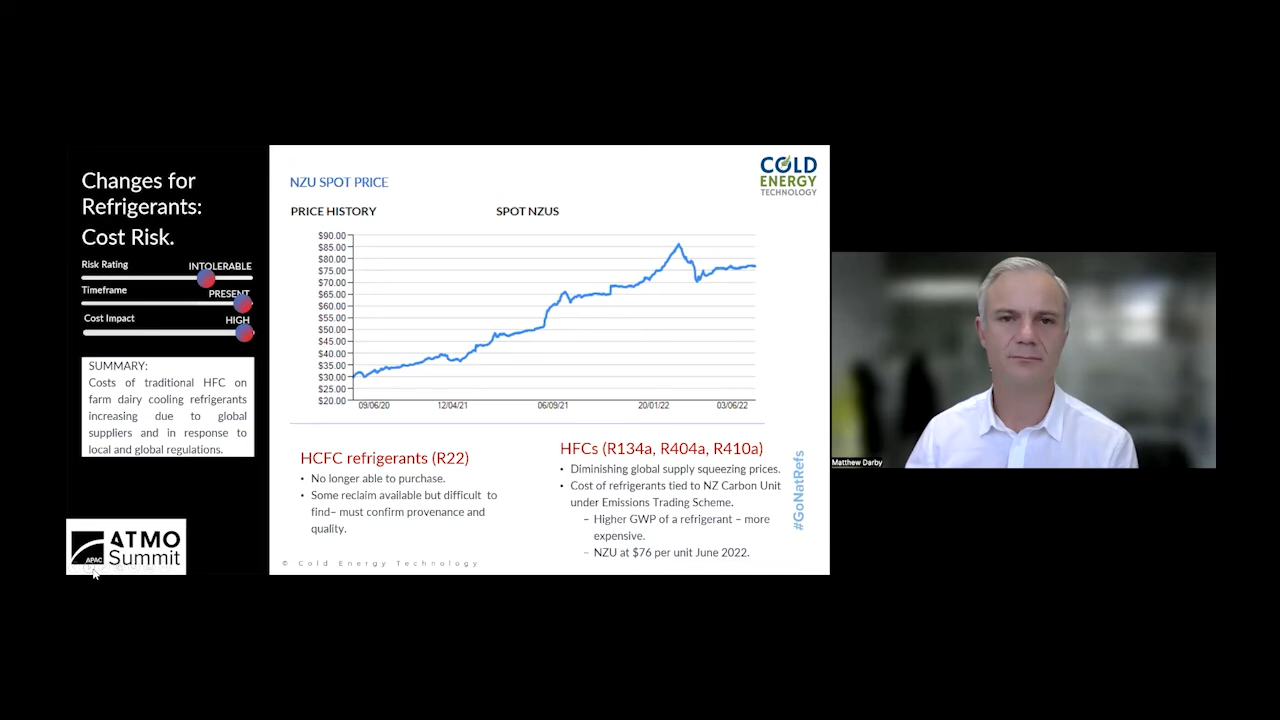 Changes for
Refrigerants:
Cost Risk.
Risk Rating
INTOLERABLE
Timeframe
PRESENT
Cost Impact
HIGH
SUMMARY:
Costs of traditional HFC on
farm dairy cooling refrigerants
increasing due to global
suppliers and in response to
local and global regulations.
APAC
ATMO
Summit
NZU SPOT PRICE
COLD
ENERGY
TECHNOLOGY
PRICE HISTORY
SPOT NZUS
$90.00
$85.00
$80.00
$75.00
$70.00
$65.00
$60.00
$55.00
$50.00
$45.00
$40.00
$35.00
$30.00
$25.00
$20.00
09/06/20 12/04/21 06/09/21 20/01/22 03/06/22
HCFC refrigerants (R22)
• No longer able to purchase.
• Some reclaim available but difficult to
find– must confirm provenance and
quality.
HFCs (R134a, R404a, R410a)
• Diminishing global supply squeezing prices.
• Cost of refrigerants tied to NZ Carbon Unit
under Emissions Trading Scheme.
– Higher GWP of a refrigerant – more
expensive.
– NZU at $76 per unit June 2022.
#GoNatRefs
© Cold Energy Technology
Matthew Darby